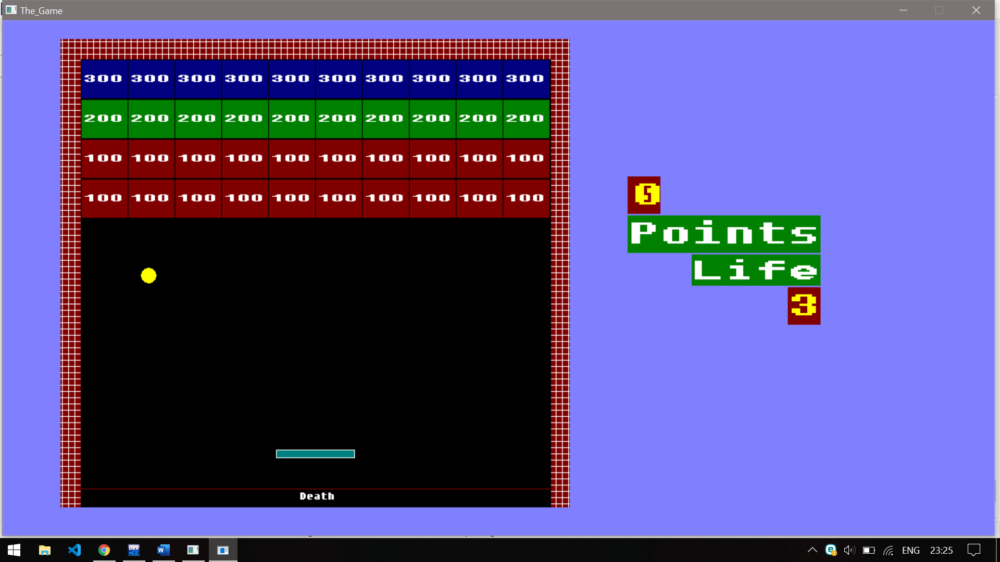 The_Game
300 300 300 300 300 300 300 300 300 300
200 200 200 200 200 200 200 200 200 200
100 100 100 100 100 100 100 100 100 100
100 100 100 100 100 100 100 100 100 100
Points
Life
3
Death
DEV
W
ENG 23:25